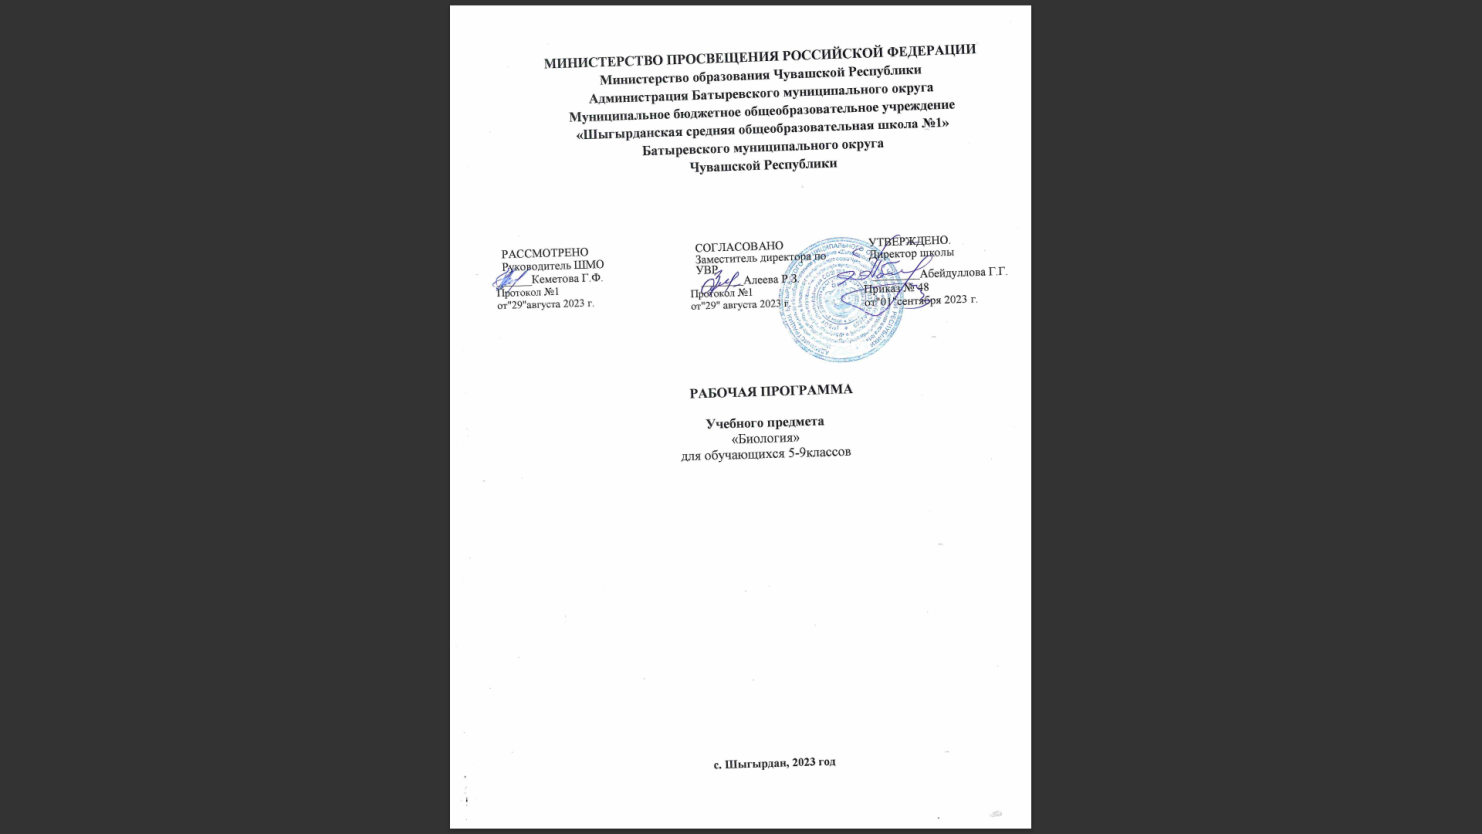 МИНИСТЕРСТВО ПРОСВЕЩЕНИЯ РОССИЙСКОЙ ФЕДЕРАЦИИ
Министерство образования Чувашской Республики
Администрация Батыревского муниципального округа
Муниципальное бюджетное общеобразовательное учреждение
«Шыгырданская средняя общеобразовательная школа №1»
Батыревского муниципального округа
Чувашской Республики
РАССМОТРЕНО
Руководитель ШМО
Кеметова Г.Ф.
Протокол №1
от"29"августа 2023 г.
СОГЛАСОВАНО
Заместитель директора по
УВР
Алеева Р.З
Протокол №1
от"29" августа 2023 г.
УТВЕРЖДЕНО.
Директор школы
Абейдуллова Г.Г.
Приказ № 48
от"01"сентября 2023 г.
РАБОЧАЯ ПРОГРАММА
Учебного предмета
«Биология»
для обучающихся 5-9классов
с. Шыгырдан, 2023 год